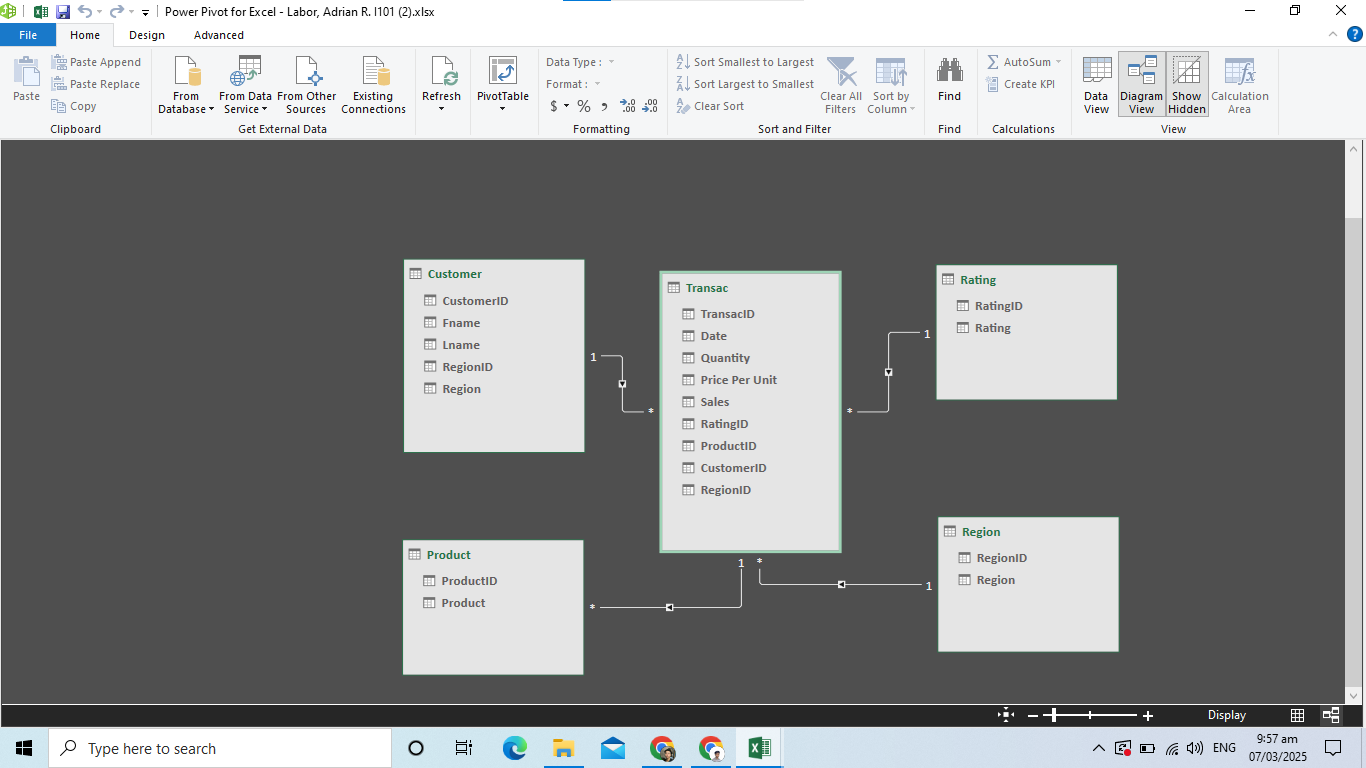 Power Pivot for Excel - Labor, Adrian R. I101 (2).xlsx
File Home Design Advanced
Paste
Paste Append
Paste Replace
Copy
Clipboard
From Database
From Data Service
From Other Sources
Existing Connections
Get External Data
Refresh
PivotTable
Data Type :
Format :
$ % , .00 .00
Formatting
Sort Smallest to Largest
Sort Largest to Smallest
Clear Sort
Clear All Filters
Sort by Column
Sort and Filter
Find
Find
AutoSum
Create KPI
Calculations
Data View
Diagram View
Show Hidden
Calculation Area
View
Customer
CustomerID
Fname
Lname
RegionID
Region
1
*
Transac
TransacID
Date
Quantity
Price Per Unit
Sales
RatingID
ProductID
CustomerID
RegionID
1
*
Rating
RatingID
Rating
Product
ProductID
Product
*
1
*
1
Region
RegionID
Region
Display
Type here to search
ENG
9:57 am
07/03/2025